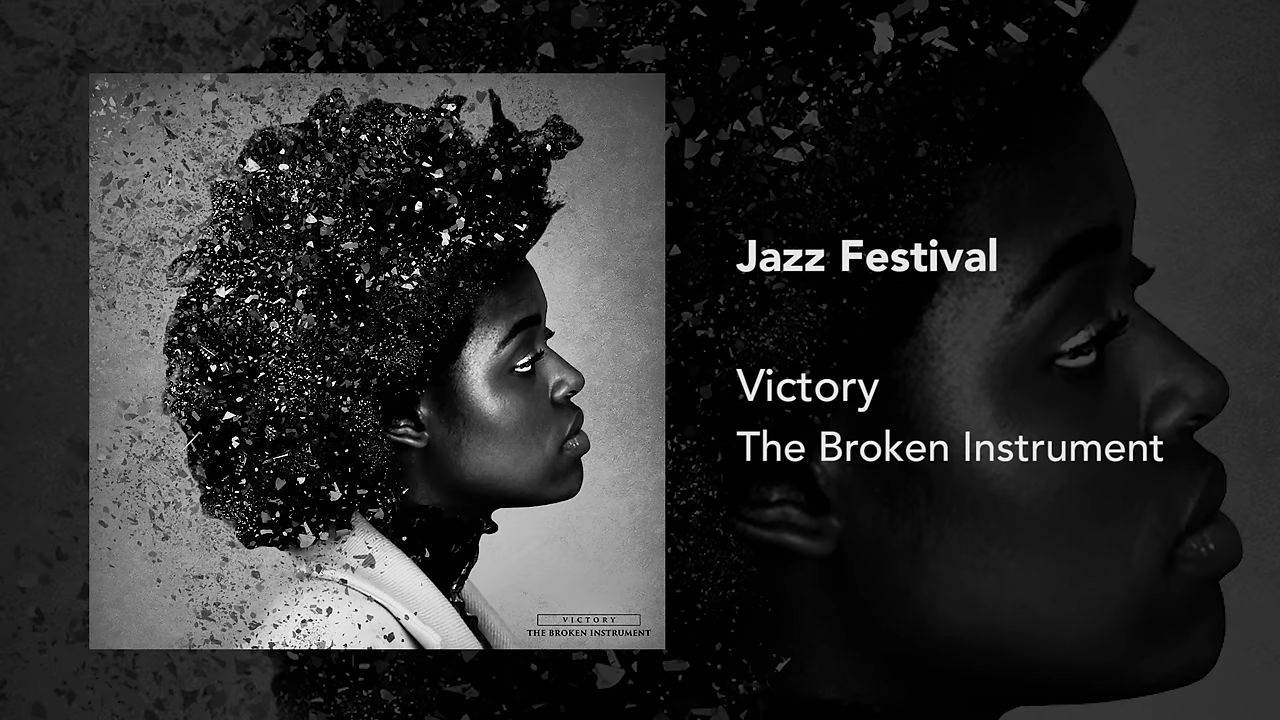 Jazz Festival
Victory
The Broken Instrument
VICTORY
THE BROKEN INSTRUMENT